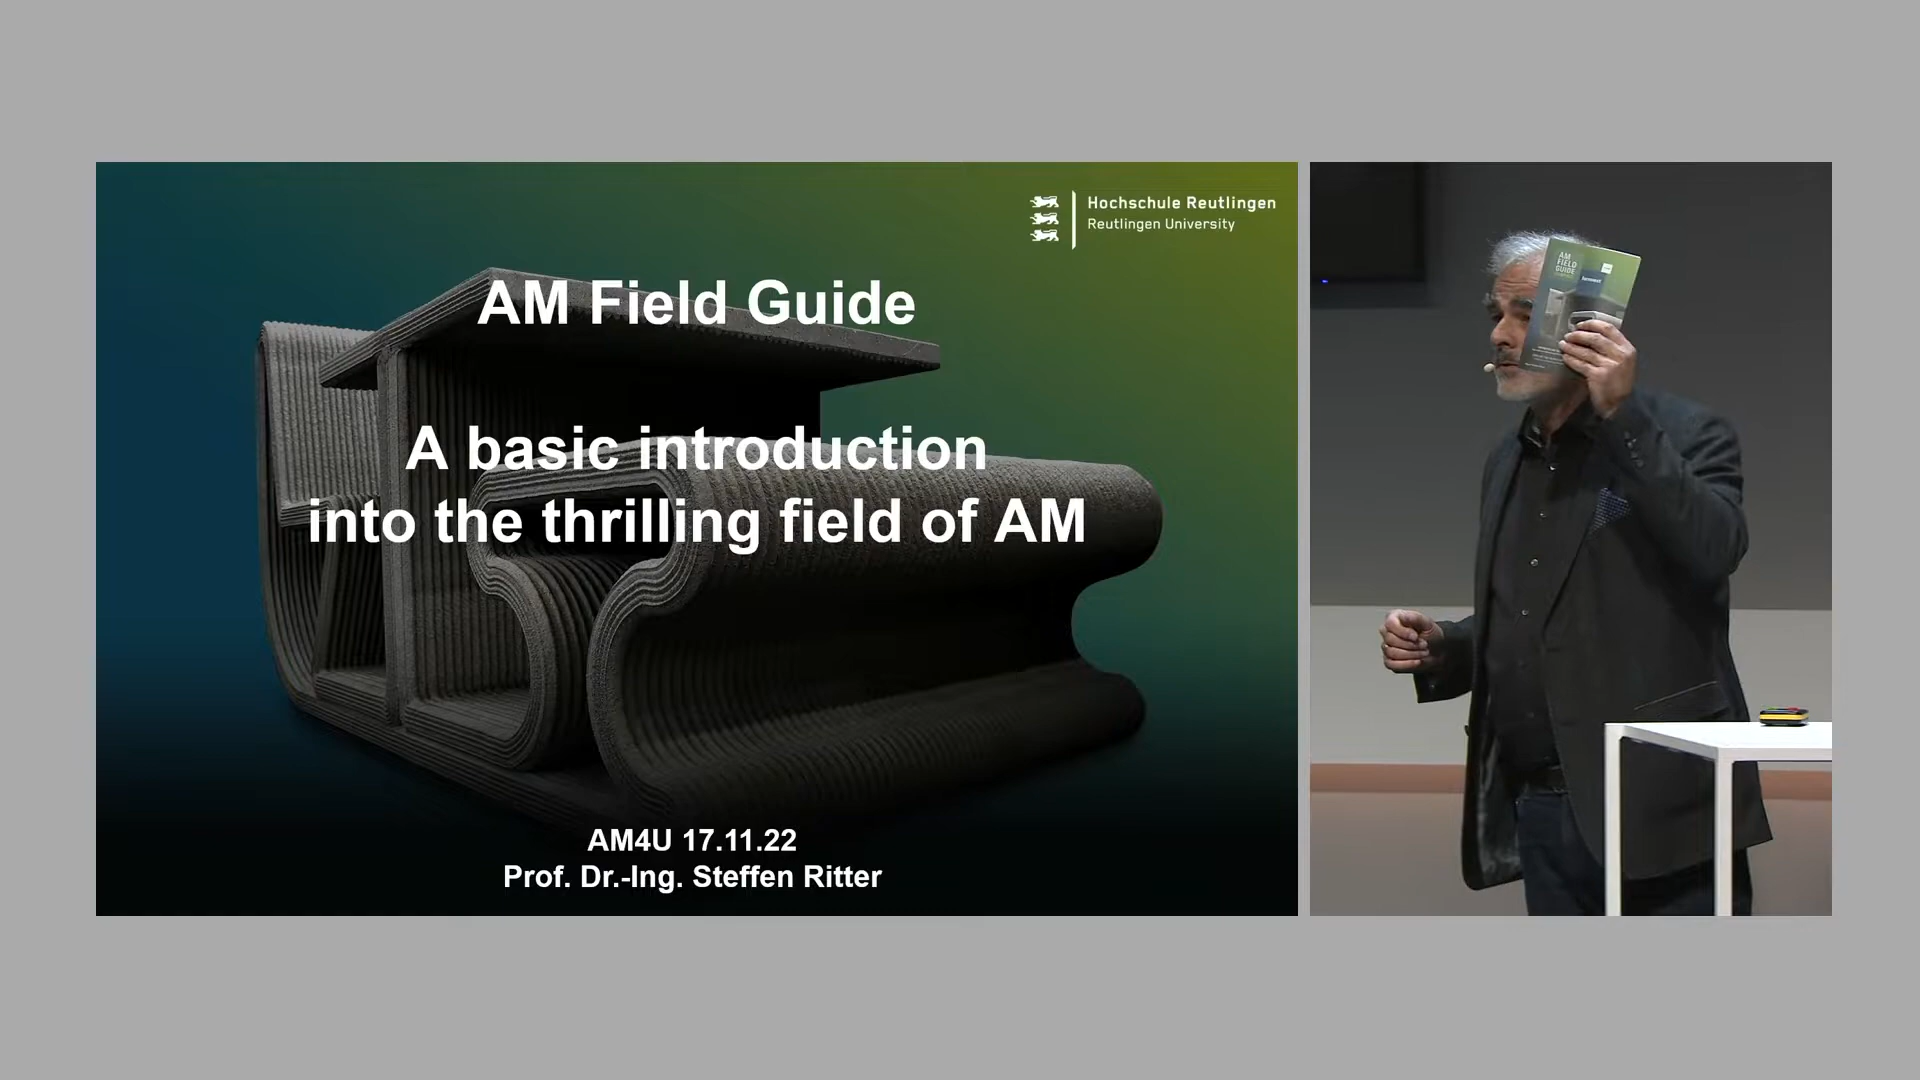 Hochschule Reutlingen
Reutlingen University
AM Field Guide
A basic introduction
into the thrilling field of AM
AM4U 17.11.22
Prof. Dr.-Ing. Steffen Ritter
AM
FIELD
GUIDE